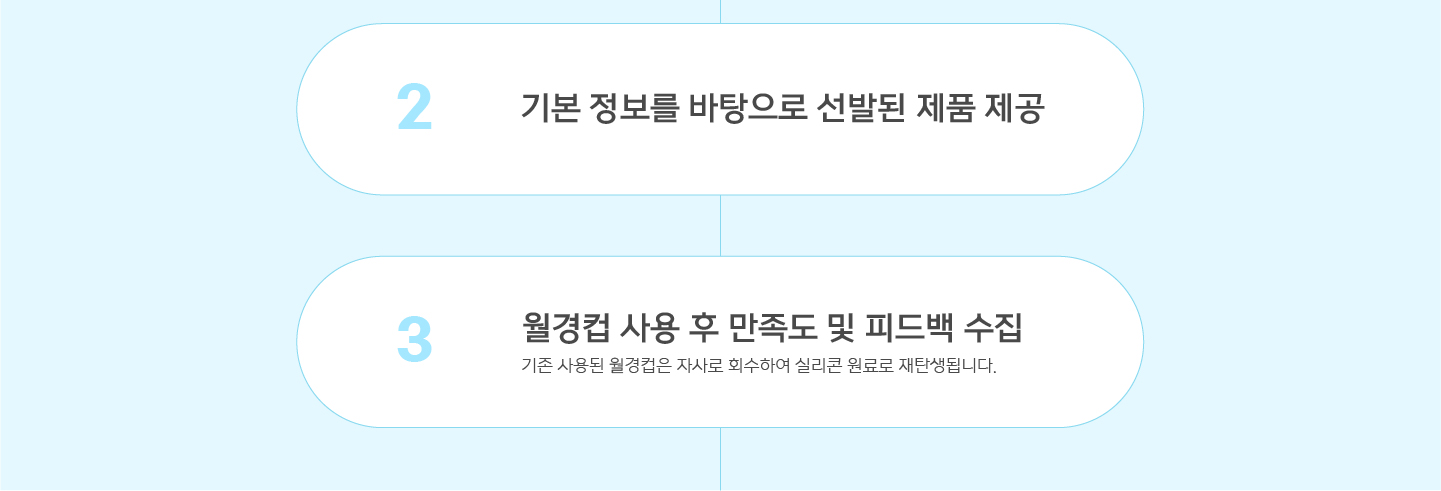 2
기본 정보를 바탕으로 선발된 제품 제공
3
월경컵 사용 후 만족도 및 피드백 수집
기존 사용된 월경컵은 자사로 회수하여 실리콘 원료로 재탄생됩니다.